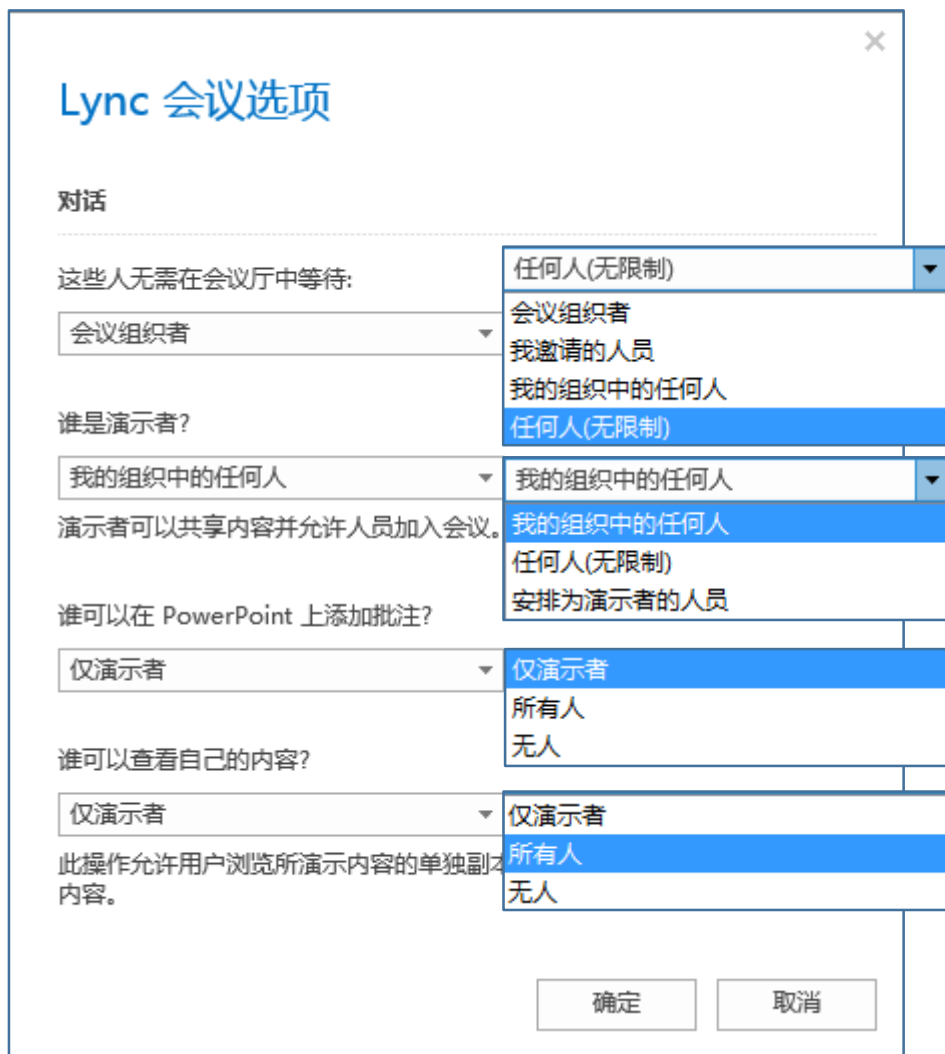 Lync 会议选项
对话
这些人无需在会议厅中等待:
会议组织者
任何人(无限制)
会议组织者
我邀请的人员
我的组织中的任何人
任何人(无限制)
谁是演示者?
我的组织中的任何人
演示者可以共享内容并允许人员加入会议。
我的组织中的任何人
我的组织中的任何人
任何人(无限制)
安排为演示者的人员
谁可以在 PowerPoint 上添加批注?
仅演示者
仅演示者
所有人
无人
谁可以查看自己的内容?
仅演示者
仅演示者
所有人
无人
此操作允许用户浏览所演示内容的单独副
内容。
确定
取消